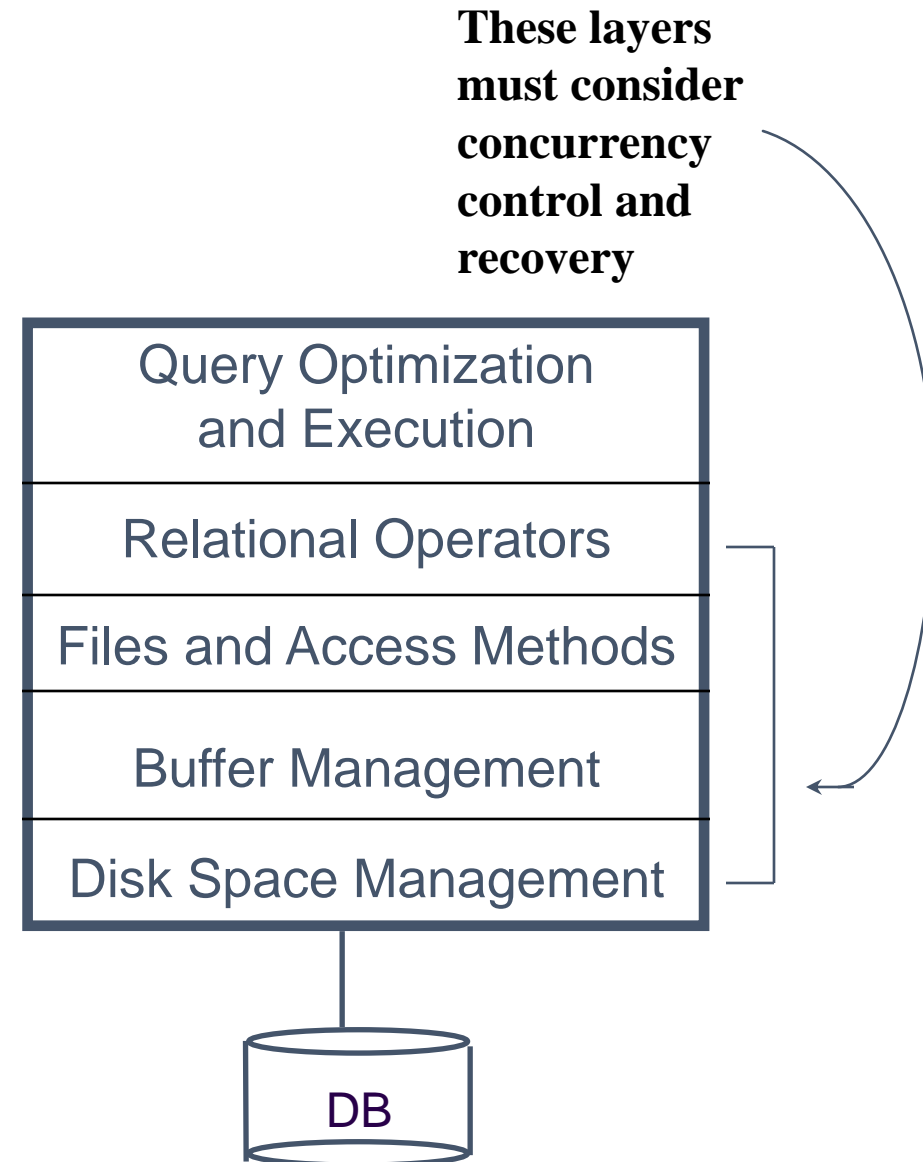 These layers
must consider
concurrency
control and
recovery
Query Optimization
and Execution
Relational Operators
Files and Access Methods
Buffer Management
Disk Space Management
DB